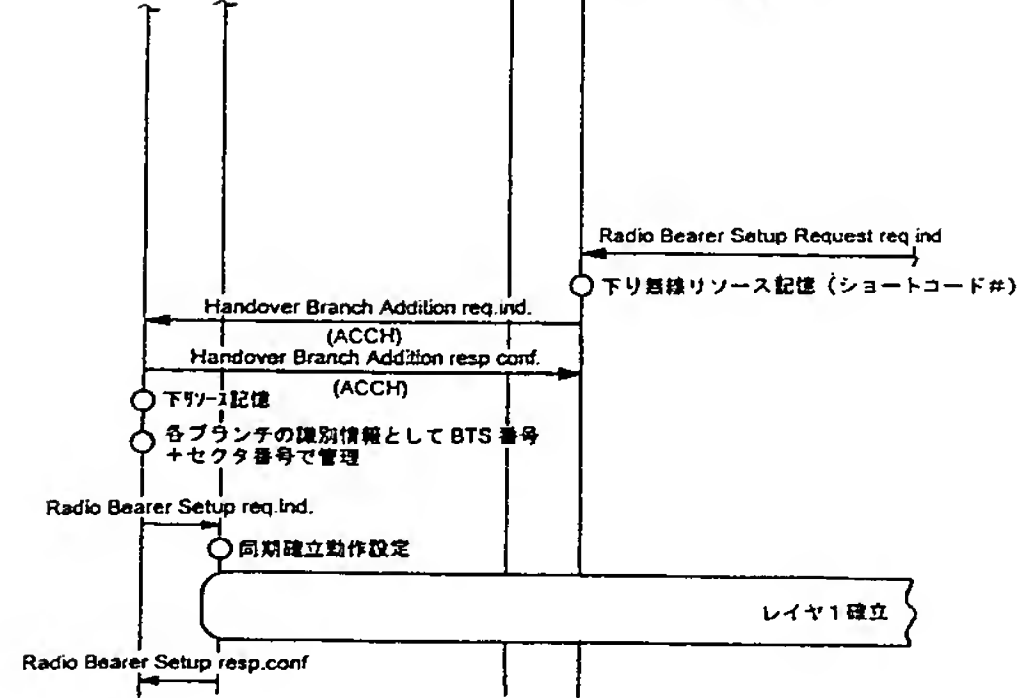 Radio Bearer Setup Request req ind
下り無線リソース記憶(ショートコード#)
Handover Branch Addition req.ind.
(ACCH)
Handover Branch Addition resp conf.
(ACCH)
下りリソース記憶
各ブランチの識別情報として BTS 番号
+セクタ番号で管理
Radio Bearer Setup req.ind.
同期確立動作設定
レイヤ1確立
Radio Bearer Setup resp.conf